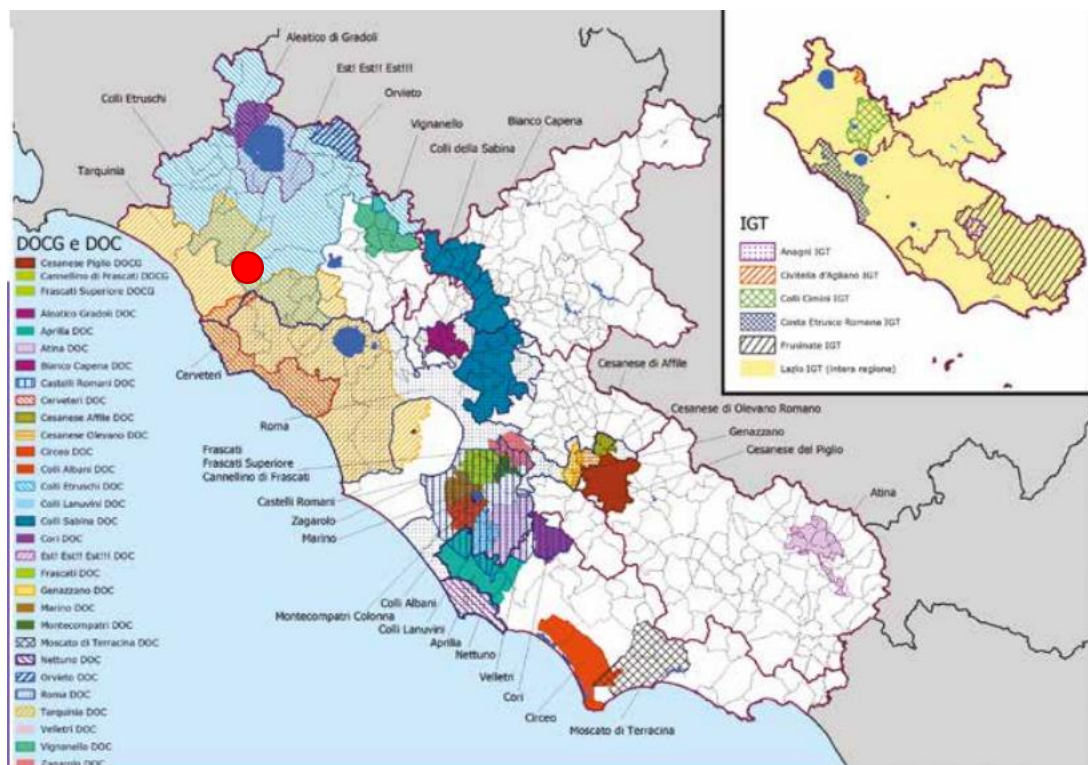 Aleatico di Gradoli
Est! Est!! Est!!!
Orvieto
Colli Etruschi
Vignanello
Bianco Capena
Colli della Sabina
Tarquinia
DOCG e DOC
Cesanese Piglio DOCG
Cannellino di Frascati DOCG
Frascati Superiore DOCG
Aleatico Gradoli DOC
Aprilia DOC
Atina DOC
Bianco Capena DOC
Castelli Romani DOC
Cerveteri DOC
Cesanese Affile DOC
Cesanese Olevano DOC
Circeo DOC
Colli Albani DOC
Colli Etruschi DOC
Colli Lanuvini DOC
Colli Sabina DOC
Cori DOC
Est! Est!! Est!!! DOC
Frascati DOC
Genazzano DOC
Marino DOC
Montecompatri DOC
Moscato di Terracina DOC
Nettuno DOC
Orvieto DOC
Roma DOC
Tarquinia DOC
Velletri DOC
Vignanello DOC
Zagarolo DOC
Cerveteri
Roma
Frascati
Frascati Superiore
Cannellino di Frascati
Castelli Romani
Zagarolo
Marino
Cesanese di Affile
Cesanese di Olevano Romano
Genazzano
Cesanese del Piglio
Atina
Colli Albani
Montecompatri Colonna
Colli Lanuvini
Aprilia
Nettuno
Velletri
Cori
Circeo
Moscato di Terracina
IGT
Anagni IGT
Civitella d'Agliano IGT
Colli Cimini IGT
Costa Etrusco Romana IGT
Frusinate IGT
Lazio IGT (intera regione)